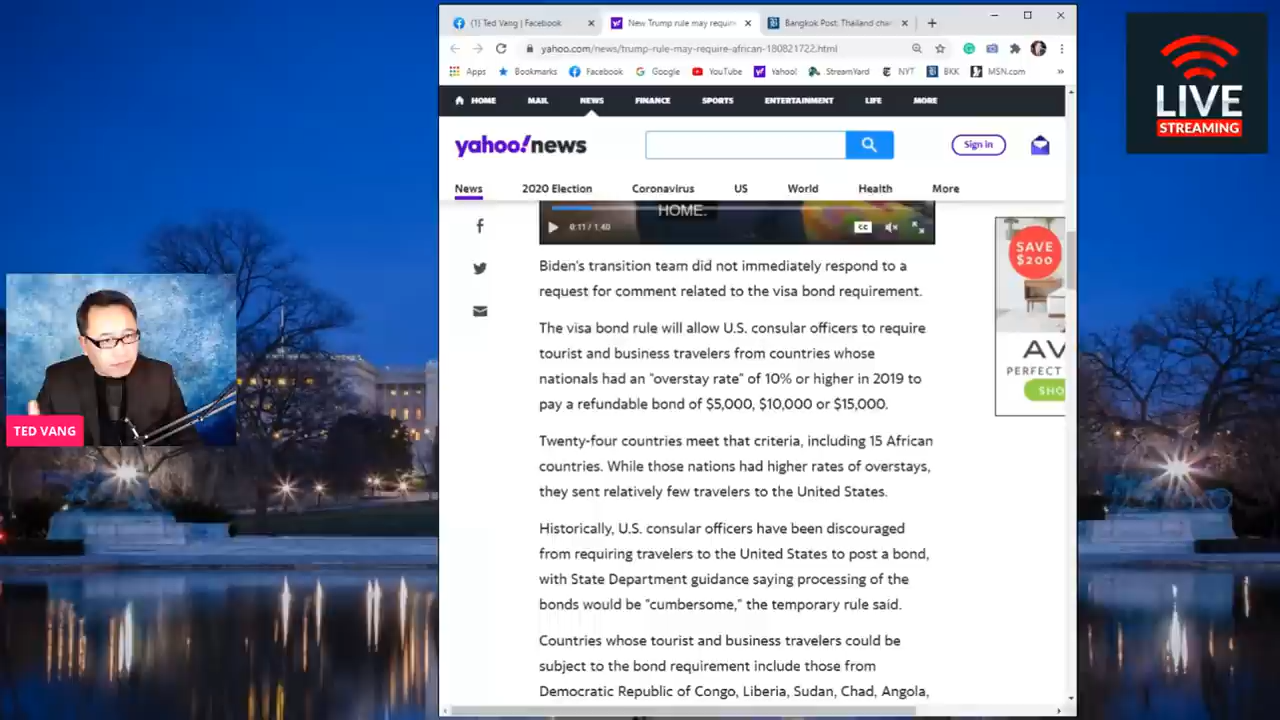 (1) Ted Vang | Facebook
New Trump rule may requir
Bangkok Post: Thailand cha
yahoo.com/news/trump-rule-may-require-african-180821722.html
Apps Bookmarks Facebook Google YouTube Yahoo! StreamYard NYT BKK MSN.com »
HOME MAIL NEWS FINANCE SPORTS ENTERTAINMENT LIFE MORE
yahoo!news
Sign in
News 2020 Election Coronavirus US World Health More
HOME.
0:11 / 1:40
CC
Biden's transition team did not immediately respond to a
request for comment related to the visa bond requirement.
The visa bond rule will allow U.S. consular officers to require
tourist and business travelers from countries whose
nationals had an "overstay rate" of 10% or higher in 2019 to
pay a refundable bond of $5,000, $10,000 or $15,000.
Twenty-four countries meet that criteria, including 15 African
countries. While those nations had higher rates of overstays,
they sent relatively few travelers to the United States.
Historically, U.S. consular officers have been discouraged
from requiring travelers to the United States to post a bond,
with State Department guidance saying processing of the
bonds would be "cumbersome," the temporary rule said.
Countries whose tourist and business travelers could be
subject to the bond requirement include those from
Democratic Republic of Congo, Liberia, Sudan, Chad, Angola,
SAVE
$200
AV
PERFECT
SHO
LIVE
STREAMING
TED VANG